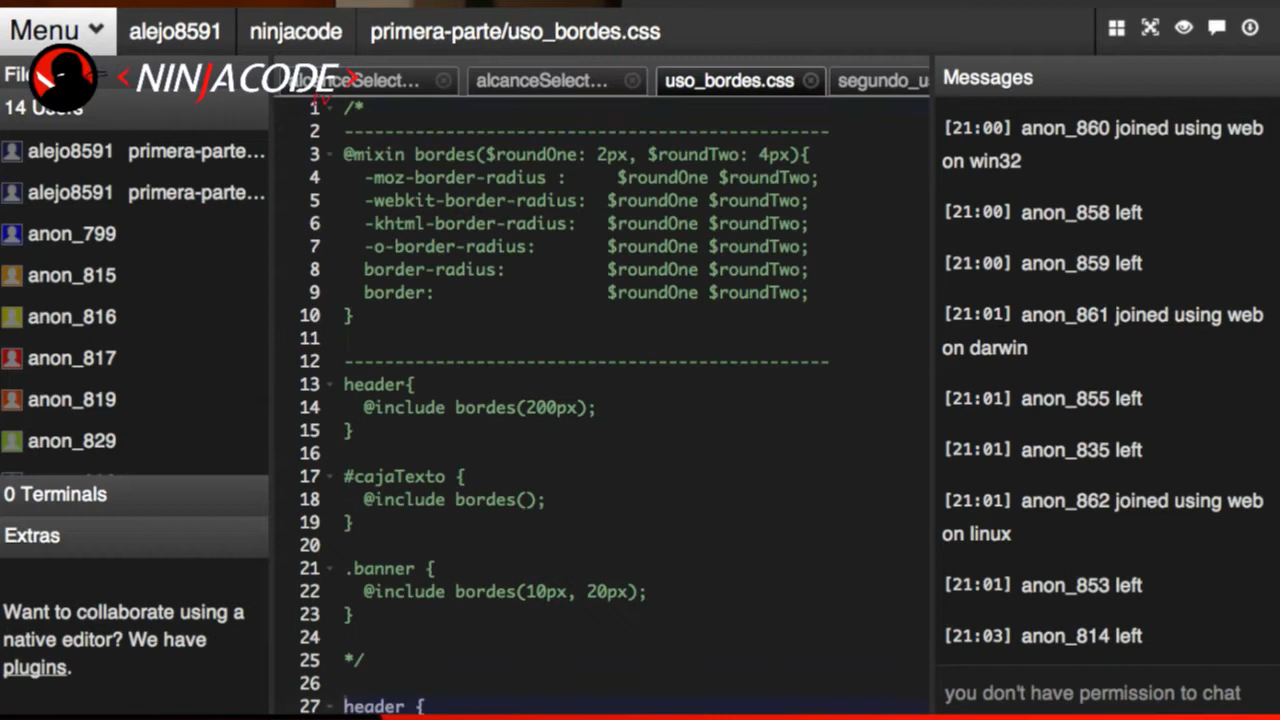 Menu alejo8591 ninjacode primera-parte/uso_bordes.css
< NINJACODE >
tv
alcanceSelect... uso_bordes.css segundo_u
14 Users
alejo8591 primera-parte...
alejo8591 primera-parte...
anon_799
anon_815
anon_816
anon_817
anon_819
anon_829
0 Terminals
Extras
Want to collaborate using a
native editor? We have
plugins.
1 /*
2 ------------------------------------------------
3 @mixin bordes($roundOne: 2px, $roundTwo: 4px){
4 -moz-border-radius : $roundOne $roundTwo;
5 -webkit-border-radius: $roundOne $roundTwo;
6 -khtml-border-radius: $roundOne $roundTwo;
7 -o-border-radius: $roundOne $roundTwo;
8 border-radius: $roundOne $roundTwo;
9 border: $roundOne $roundTwo;
10 }
11
12 ------------------------------------------------
13 header{
14 @include bordes(200px);
15 }
16
17 #cajaTexto {
18 @include bordes();
19 }
20
21 .banner {
22 @include bordes(10px, 20px);
23 }
24
25 */
26
27 header {
Messages
[21:00] anon_860 joined using web
on win32
[21:00] anon_858 left
[21:00] anon_859 left
[21:01] anon_861 joined using web
on darwin
[21:01] anon_855 left
[21:01] anon_835 left
[21:01] anon_862 joined using web
on linux
[21:01] anon_853 left
[21:03] anon_814 left
you don't have permission to chat